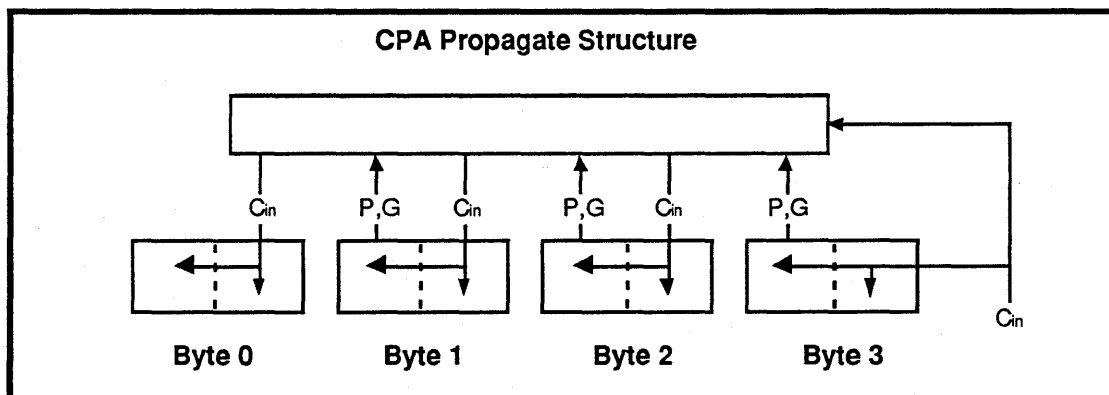 CPA Propagate Structure
Cin P,G Cin P,G Cin P,G
Cin
Byte 0 Byte 1 Byte 2 Byte 3